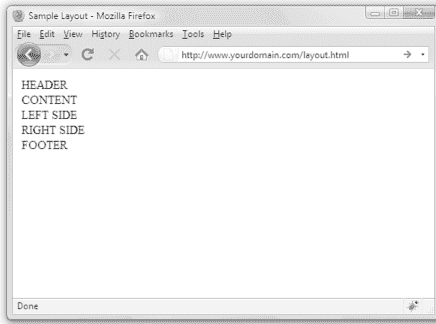 Sample Layout - Mozilla Firefox
File Edit View History Bookmarks Tools Help
http://www.yourdomain.com/layout.html
HEADER
CONTENT
LEFT SIDE
RIGHT SIDE
FOOTER
Done